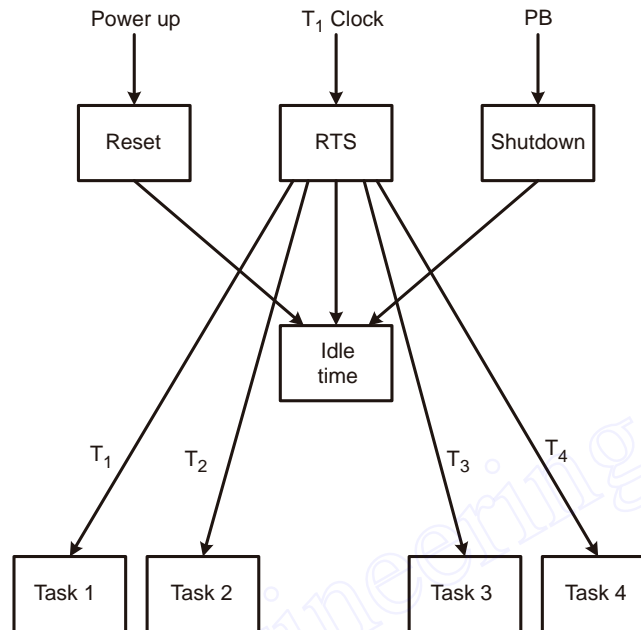 Power up
T₁ Clock
PB
Reset
RTS
Shutdown
Idle
time
T₁
T₂
T₃
T₄
Task 1
Task 2
Task 3
Task 4
ineering